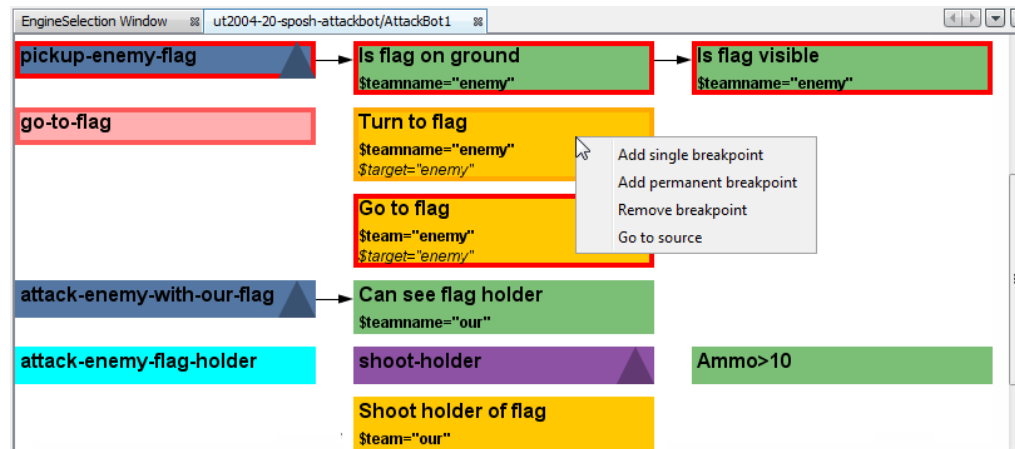 EngineSelection Window
ut2004-20-sposh-attackbot/AttackBot1
pickup-enemy-flag
Is flag on ground
$teamname="enemy"
Is flag visible
$teamname="enemy"
go-to-flag
Turn to flag
$teamname="enemy"
$target="enemy"
Add single breakpoint
Add permanent breakpoint
Remove breakpoint
Go to source
Go to flag
$team="enemy"
$target="enemy"
attack-enemy-with-our-flag
Can see flag holder
$teamname="our"
attack-enemy-flag-holder
shoot-holder
Ammo>10
Shoot holder of flag
$team="our"